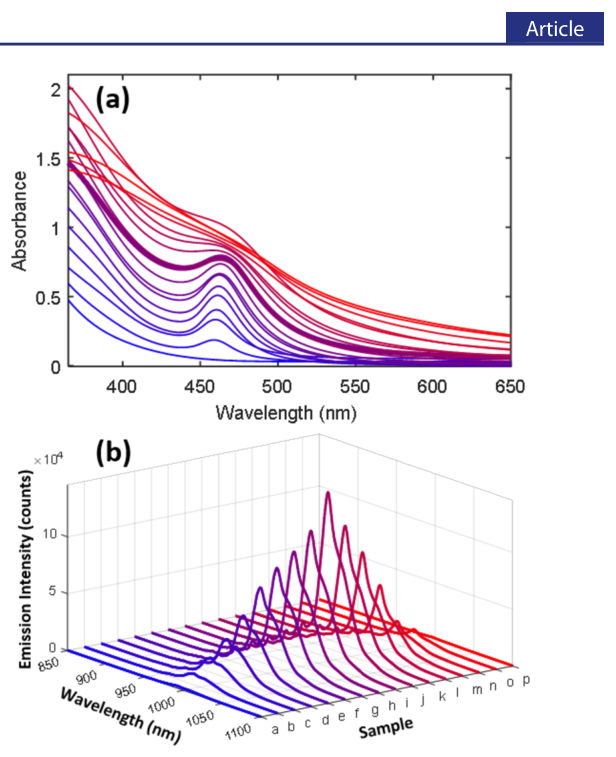 Article
(a)
2
1.5
1
0.5
0
Absorbance
400 450 500 550 600 650
Wavelength (nm)
(b)
×10⁴
10
5
0
Emission Intensity (counts)
850
900
950
1000
1050
1100
Wavelength (nm)
a b c d e f g h i j k l m n o p
Sample